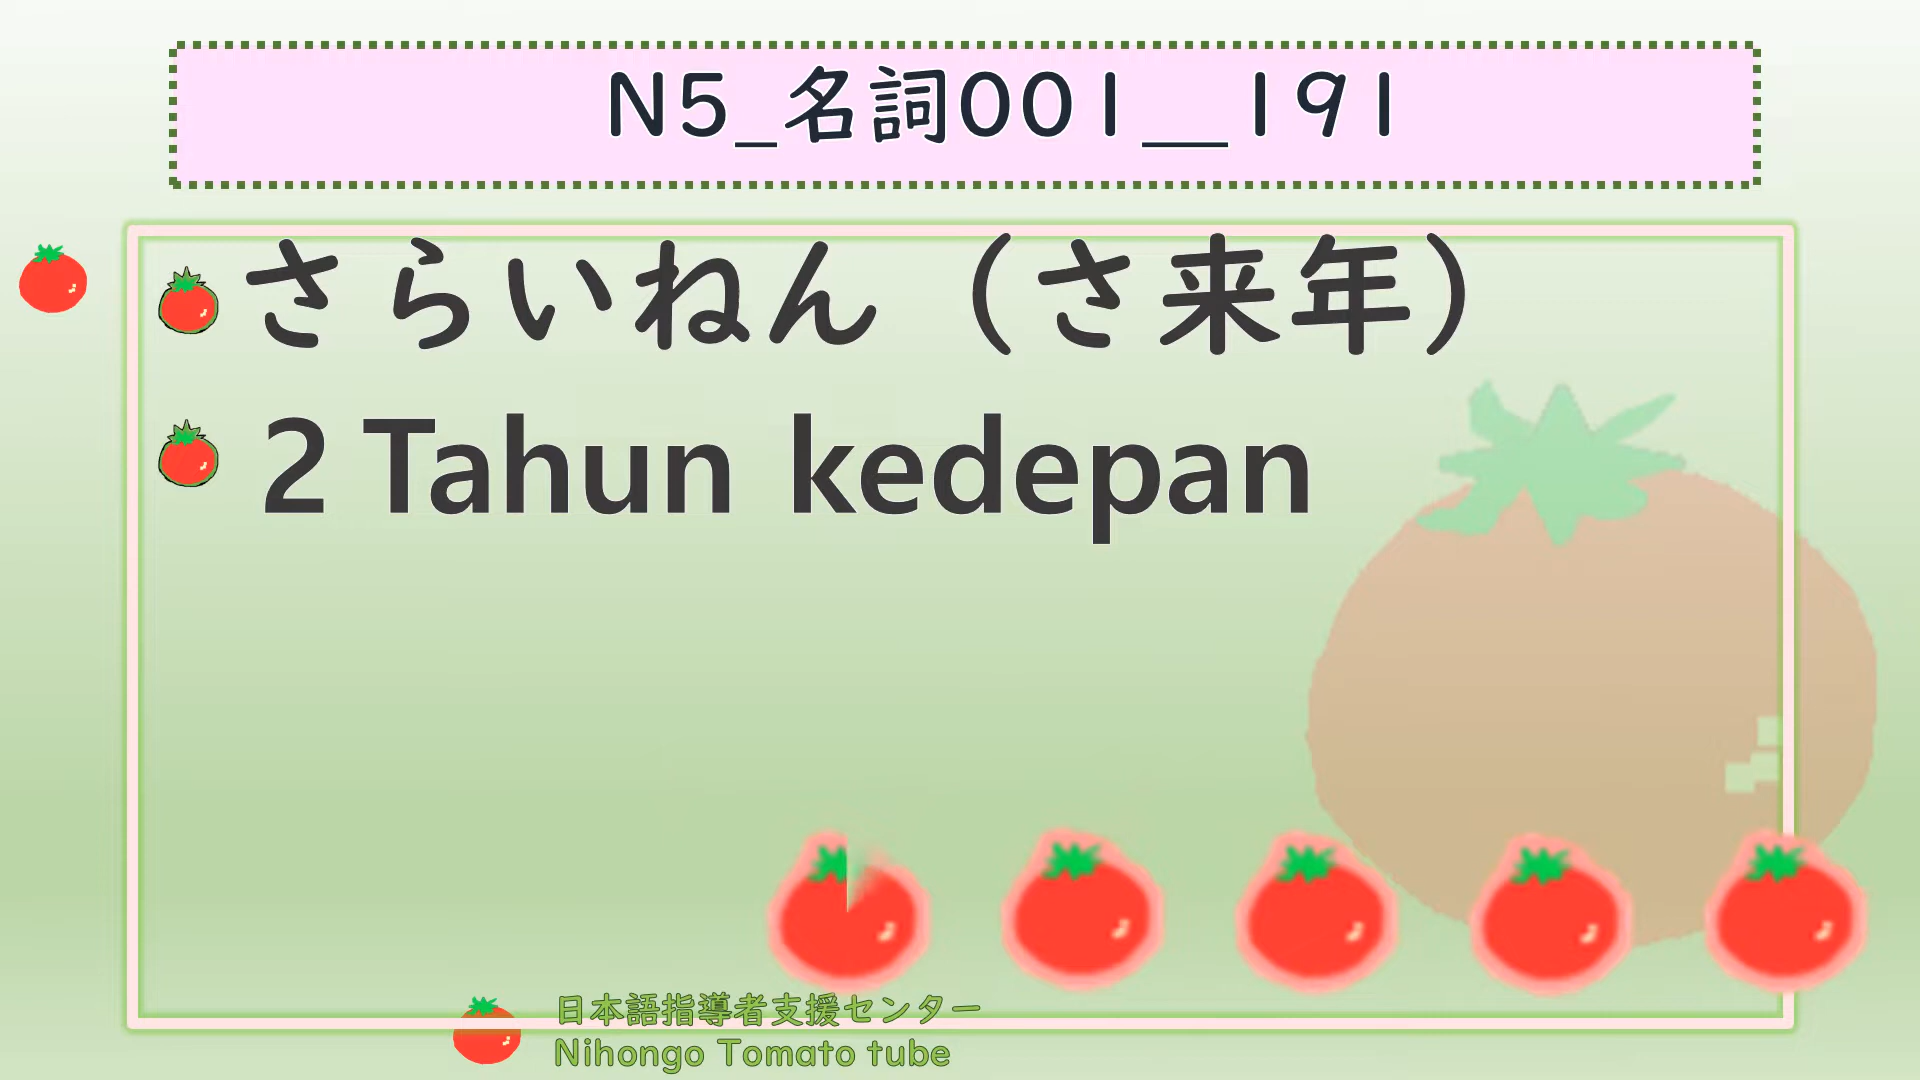 N5_名詞001__191
さらいねん（さ来年）
2 Tahun kedepan
日本語指導者支援センター
Nihongo Tomato tube